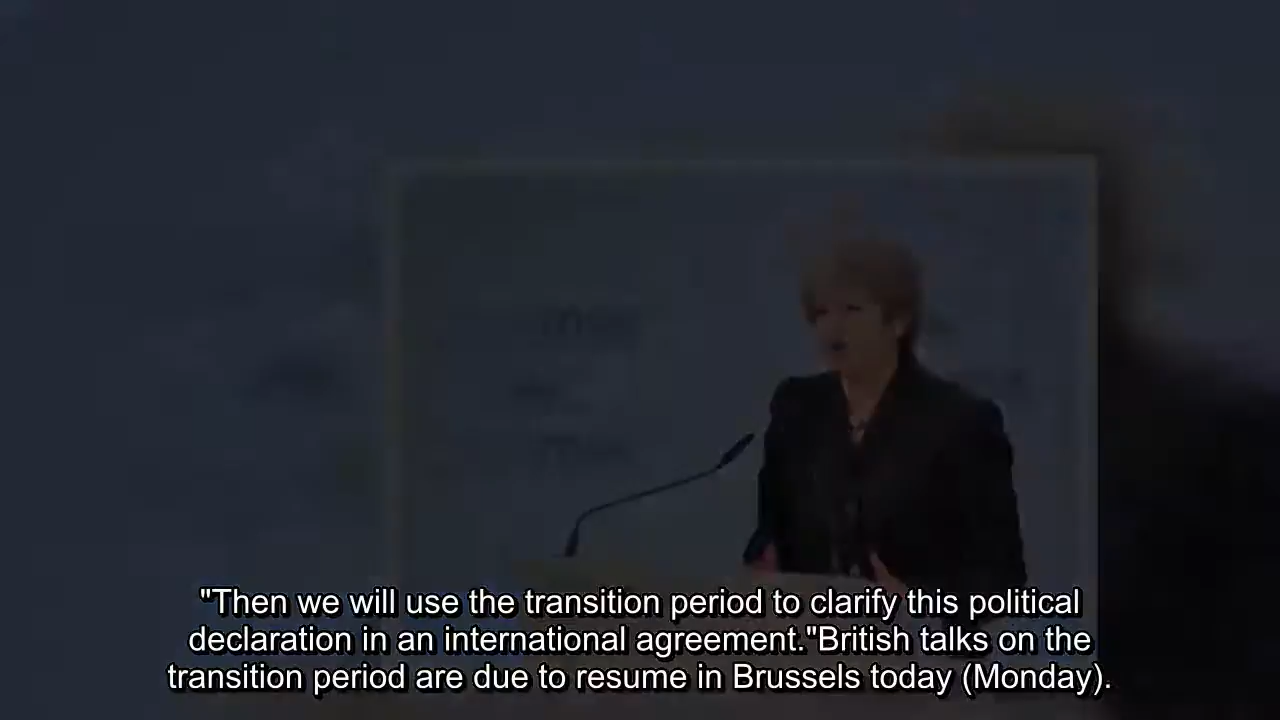 "Then we will use the transition period to clarify this political
declaration in an international agreement."British talks on the
transition period are due to resume in Brussels today (Monday).